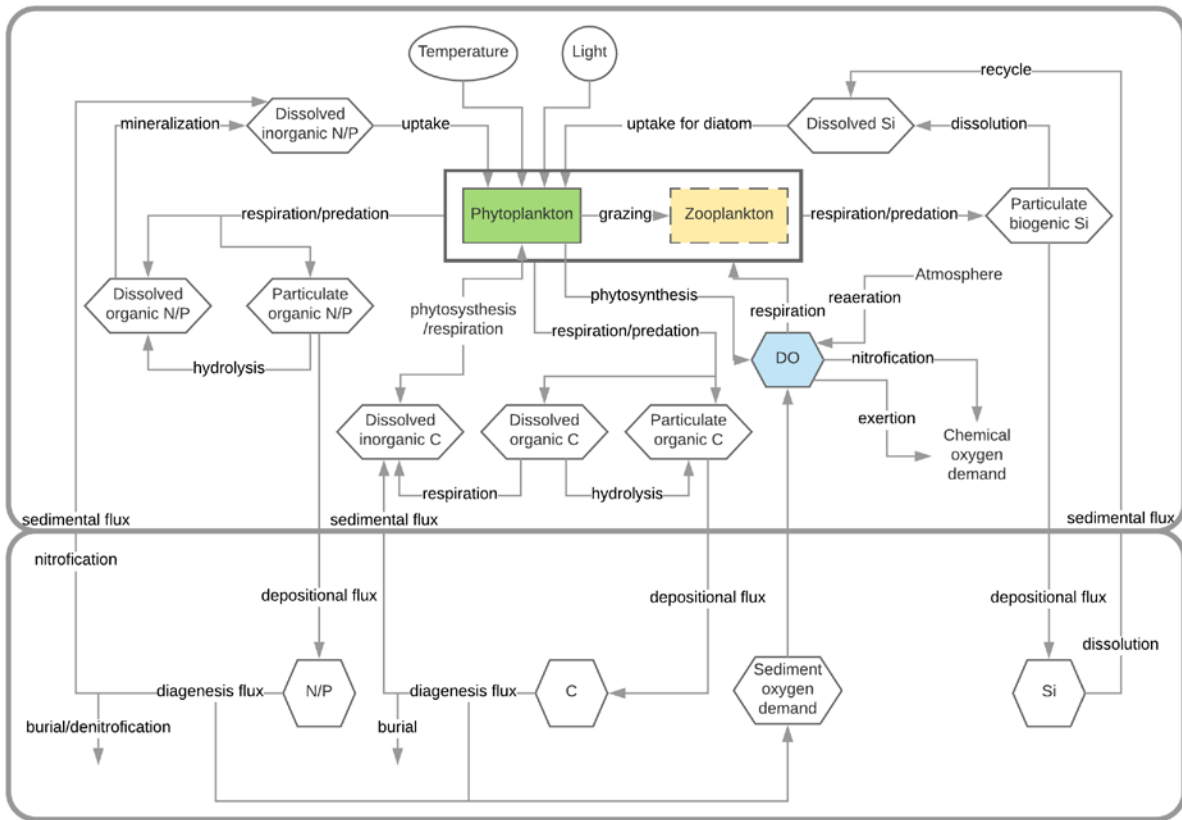 Temperature
Light
recycle
Dissolved
inorganic N/P
mineralization
uptake
uptake for diatom
Dissolved Si
dissolution
respiration/predation
Phytoplankton
grazing
Zooplankton
respiration/predation
Particulate
biogenic Si
Dissolved
organic N/P
Particulate
organic N/P
phytosysthesis
/respiration
phytosynthesis
respiration/predation
respiration
reaeration
Atmosphere
hydrolysis
DO
nitrofication
exertion
Chemical
oxygen
demand
Dissolved
inorganic C
Dissolved
organic C
Particulate
organic C
respiration
hydrolysis
sedimental flux
sedimental flux
sedimental flux
nitrofication
depositional flux
depositional flux
depositional flux
dissolution
diagenesis flux
N/P
diagenesis flux
C
Sediment
oxygen
demand
Si
burial/denitrofication
burial